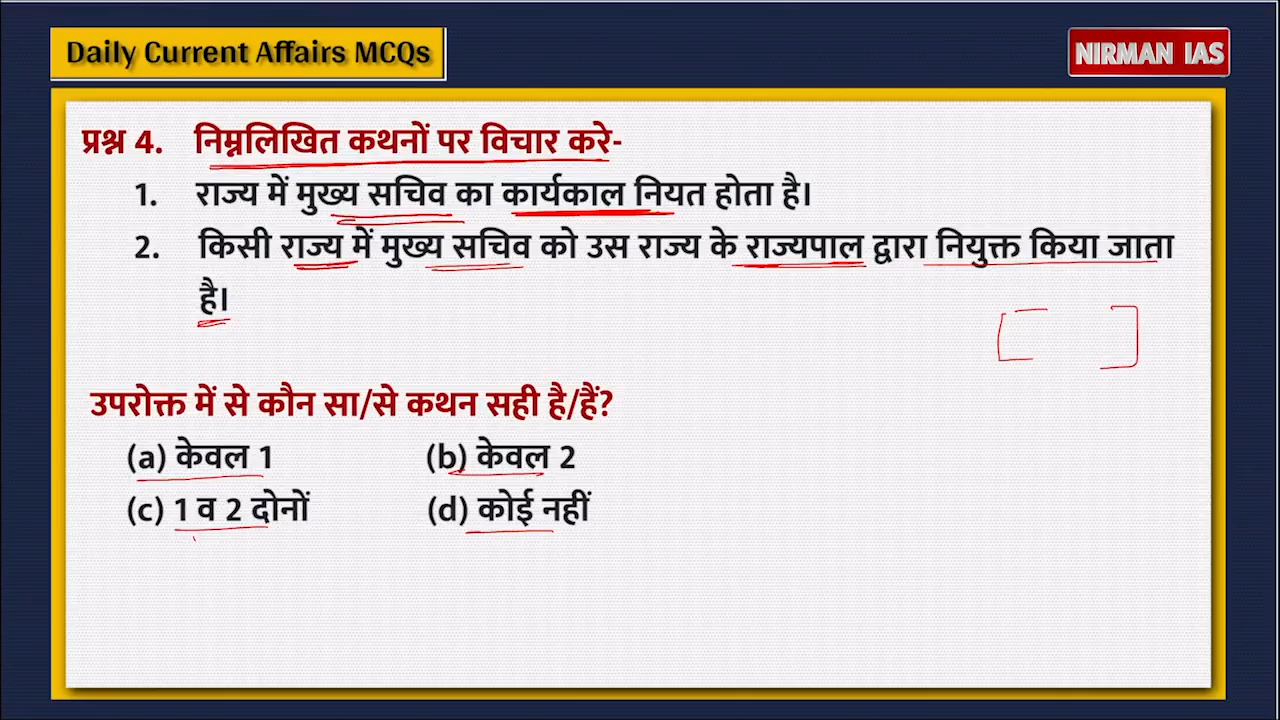 Daily Current Affairs MCQs
NIRMAN IAS
प्रश्न 4. निम्नलिखित कथनों पर विचार करे-
1. राज्य में मुख्य सचिव का कार्यकाल नियत होता है।
2. किसी राज्य में मुख्य सचिव को उस राज्य के राज्यपाल द्वारा नियुक्त किया जाता
है।
उपरोक्त में से कौन सा/से कथन सही है/हैं?
(a) केवल 1 (b) केवल 2
(c) 1 व 2 दोनों (d) कोई नहीं